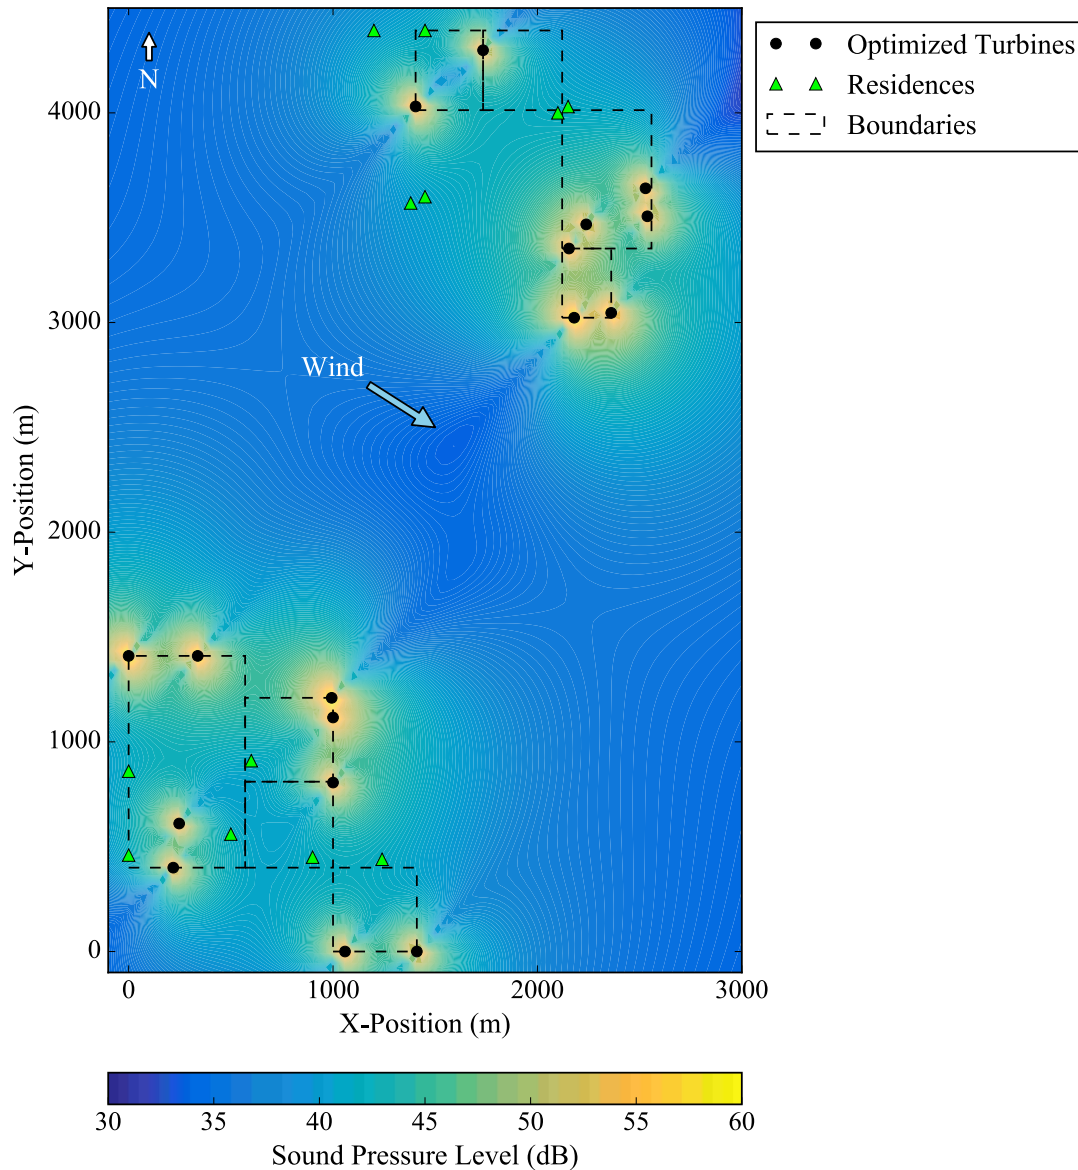 N
Wind
Optimized Turbines
Residences
Boundaries
4000
3000
2000
1000
0
Y-Position (m)
0 1000 2000 3000
X-Position (m)
30 35 40 45 50 55 60
Sound Pressure Level (dB)